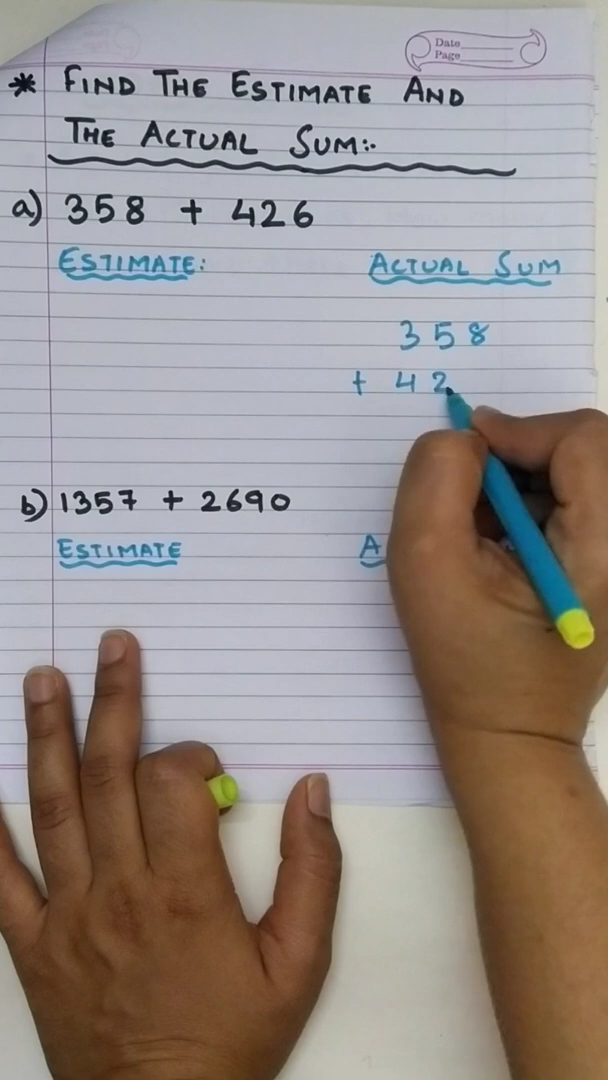 Date
Page
* FIND THE ESTIMATE AND
THE ACTUAL SUM:-
a) 358 + 426
ESTIMATE: ACTUAL SUM
358
+ 42
b) 1357 + 2690
ESTIMATE A